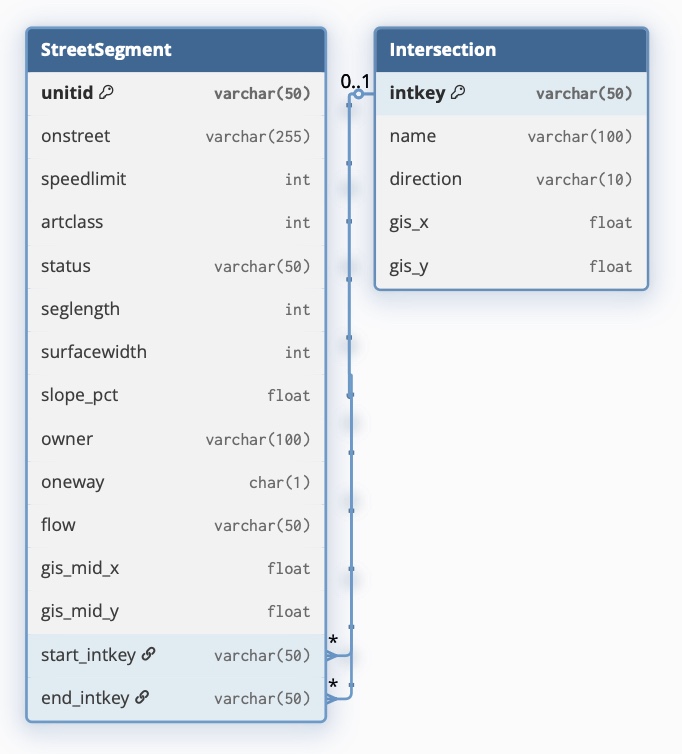 StreetSegment
unitid varchar(50)
onstreet varchar(255)
speedlimit int
artclass int
status varchar(50)
seglength int
surfacewidth int
slope_pct float
owner varchar(100)
oneway char(1)
flow varchar(50)
gis_mid_x float
gis_mid_y float
start_intkey varchar(50)
end_intkey varchar(50)
*
*
0..1
Intersection
intkey varchar(50)
name varchar(100)
direction varchar(10)
gis_x float
gis_y float